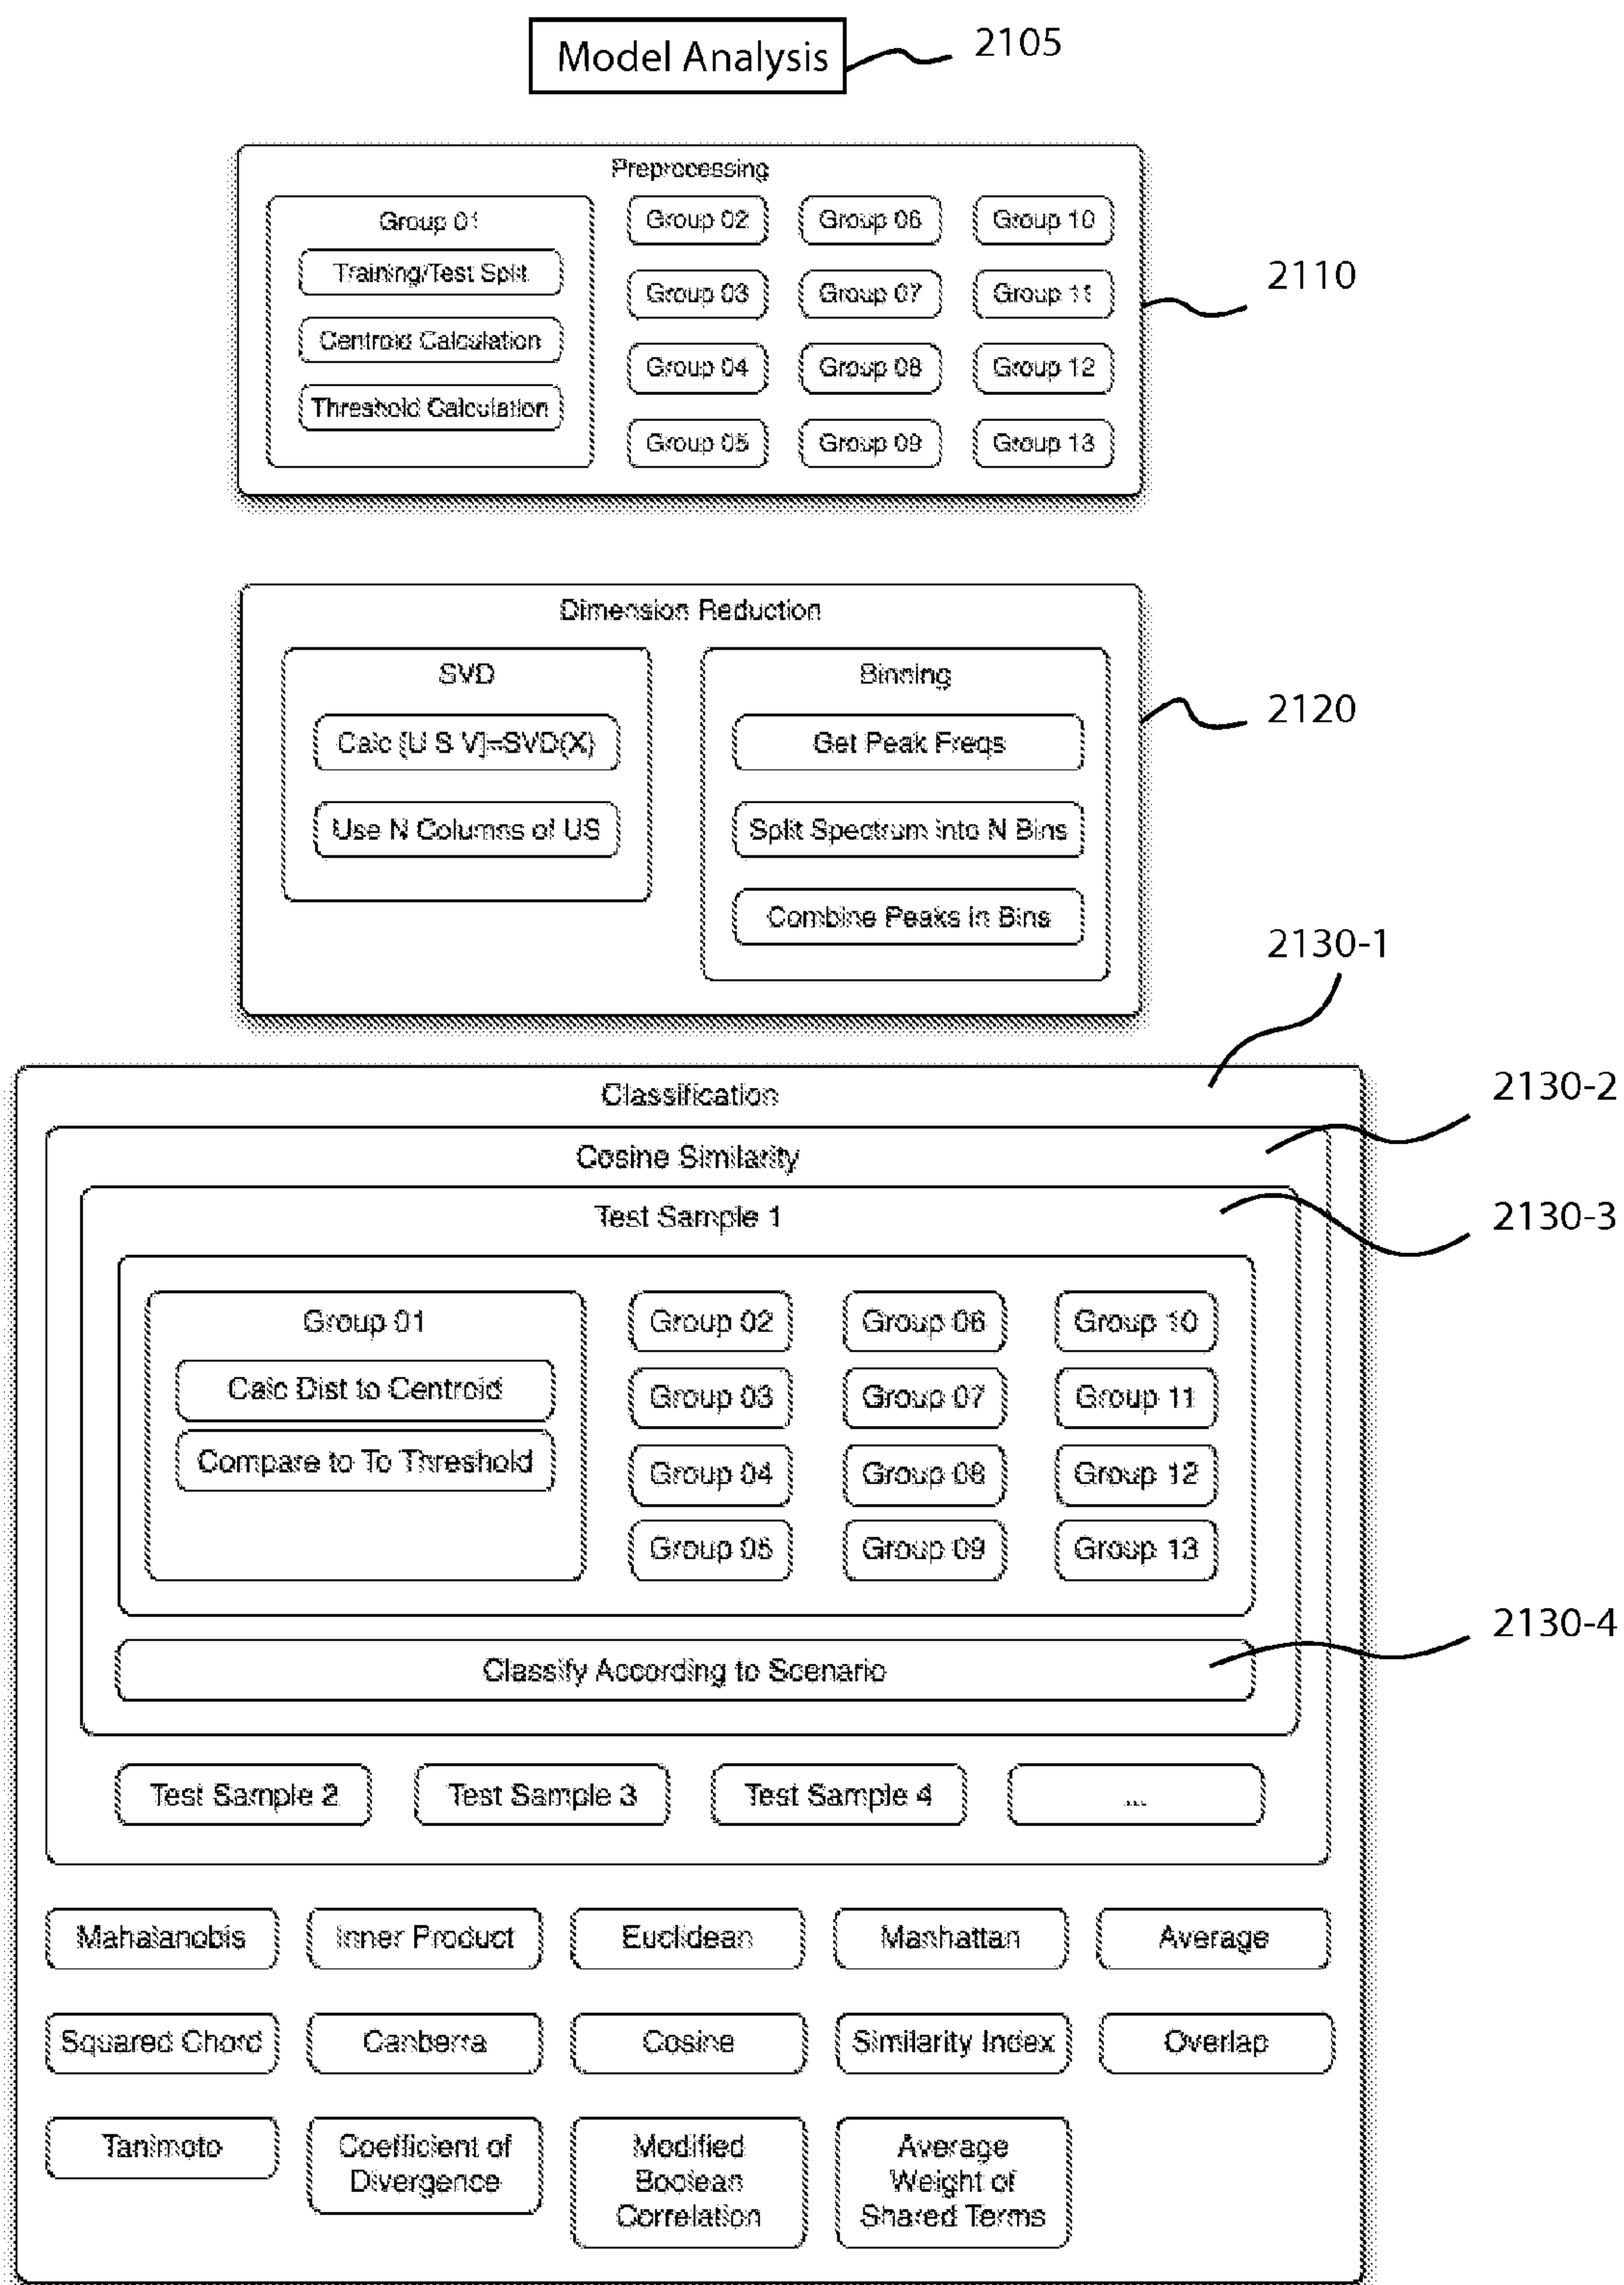 Model Analysis
2105
Preprocessing
Group 01
Training/Test Split
Centroid Calculation
Threshold Calculation
Group 02
Group 06
Group 10
Group 03
Group 07
Group 11
Group 04
Group 08
Group 12
Group 05
Group 09
Group 13
2110
Dimension Reduction
SVD
Calc [U S V]=SVD(X)
Use N Columns of US
Binning
Get Peak Freqs
Split Spectrum into N Bins
Combine Peaks in Bins
2120
2130-1
Classification
2130-2
Cosine Similarity
2130-3
Test Sample 1
Group 01
Calc Dist to Centroid
Compare to To Threshold
Group 02
Group 06
Group 10
Group 03
Group 07
Group 11
Group 04
Group 08
Group 12
Group 05
Group 09
Group 13
2130-4
Classify According to Scenario
Test Sample 2
Test Sample 3
Test Sample 4
...
Mahalanobis
Inner Product
Euclidean
Manhattan
Average
Squared Chord
Canberra
Cosine
Similarity Index
Overlap
Tanimoto
Coefficient of
Divergence
Modified
Boolean
Correlation
Average
Weight of
Shared Terms